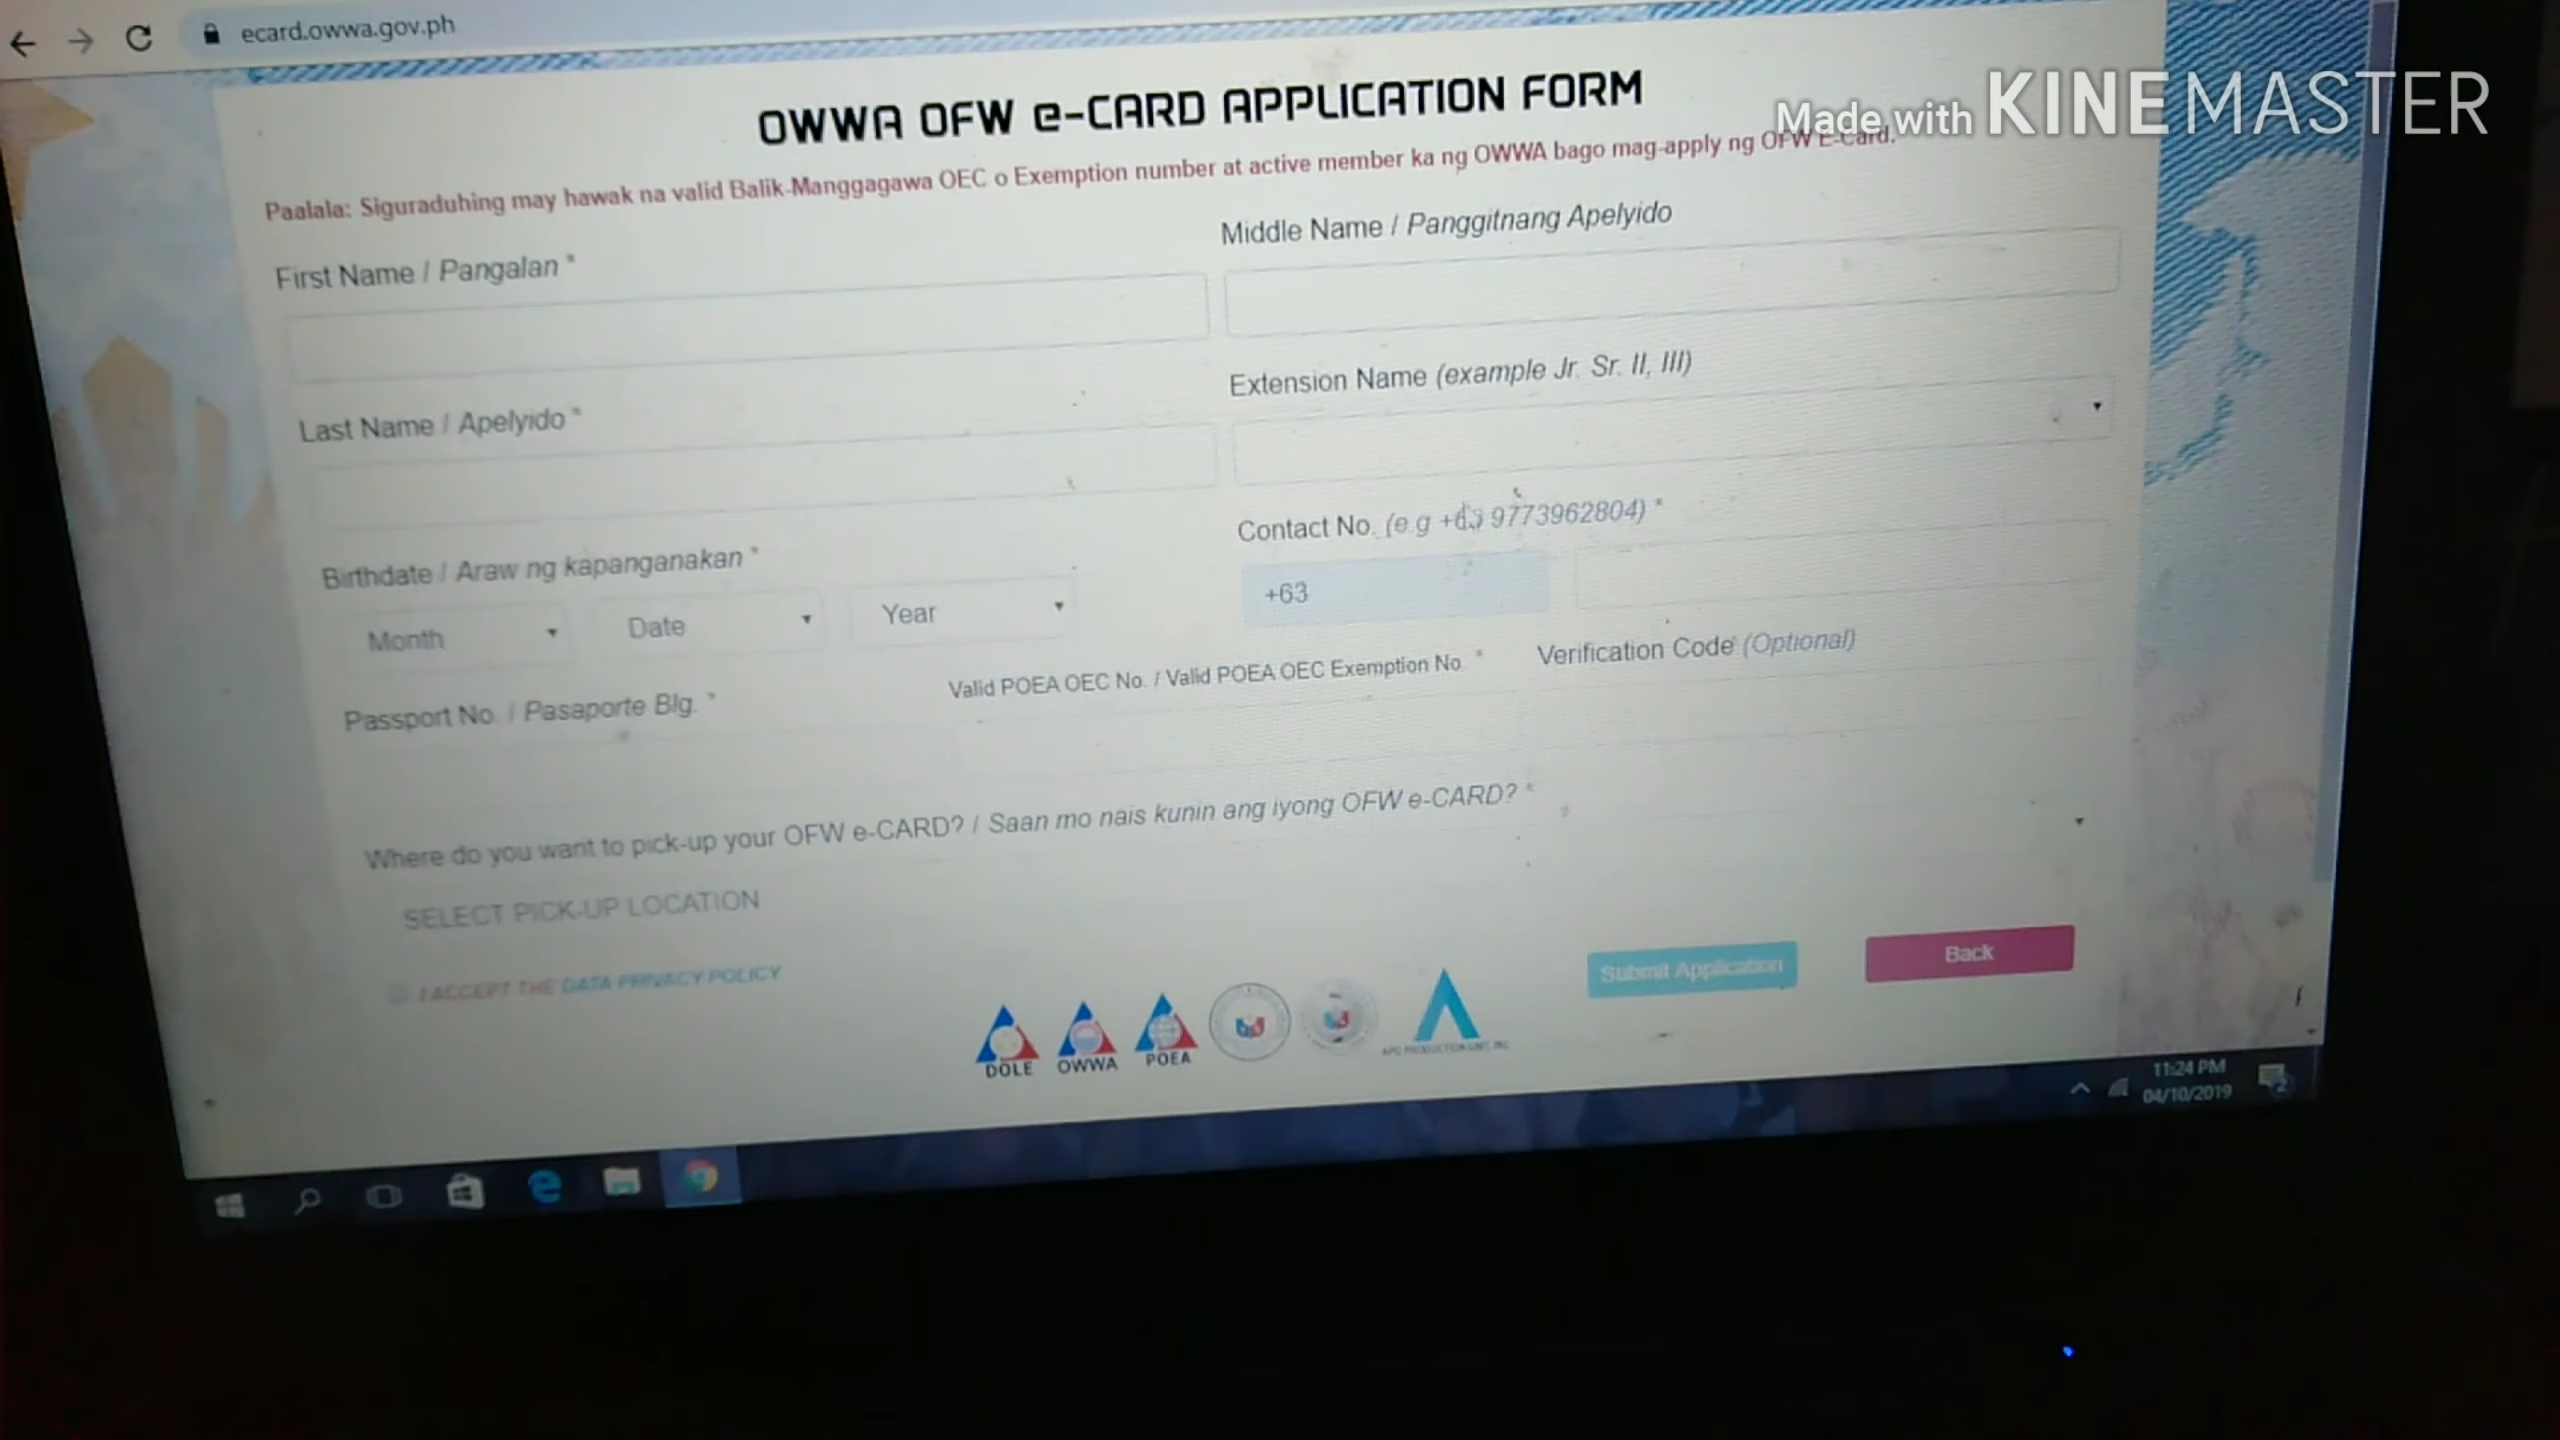 ecard.owwa.gov.ph
Made with KINEMASTER
OWWA OFW e-CARD APPLICATION FORM
Paalala: Siguraduhing may hawak na valid Balik-Manggagawa OEC o Exemption number at active member ka ng OWWA bago mag-apply ng OFW E-Card.
First Name / Pangalan *
Middle Name / Panggitnang Apelyido
Last Name / Apelyido *
Extension Name (example Jr. Sr. II, III)
Birthdate / Araw ng kapanganakan *
Contact No. (e.g +63 9773962804) *
Month Date Year
+63
Passport No. / Pasaporte Blg. *
Valid POEA OEC No. / Valid POEA OEC Exemption No. *
Verification Code (Optional)
Where do you want to pick-up your OFW e-CARD? / Saan mo nais kunin ang iyong OFW e-CARD? *
SELECT PICK-UP LOCATION
I ACCEPT THE DATA PRIVACY POLICY
Submit Application
Back
DOLE OWWA POEA
APO PRODUCTION UNIT, INC
11:24 PM
04/10/2019
2